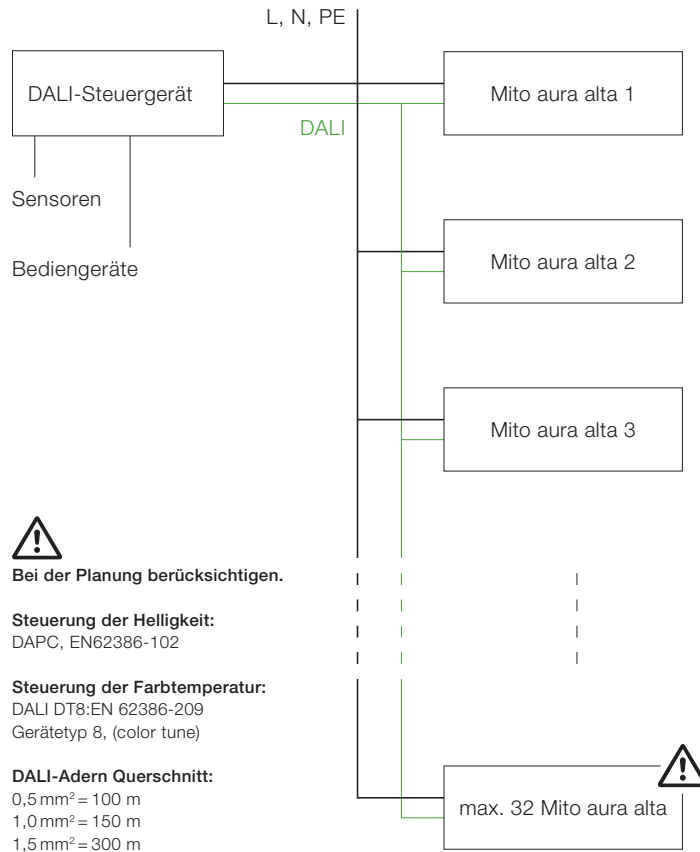 L, N, PE
DALI-Steuergerät
Mito aura alta 1
DALI
Sensoren
Bediengeräte
Mito aura alta 2
Mito aura alta 3
Bei der Planung berücksichtigen.
Steuerung der Helligkeit:
DAPC, EN62386-102
Steuerung der Farbtemperatur:
DALI DT8:EN 62386-209
Gerätetyp 8, (color tune)
DALI-Adern Querschnitt:
0,5 mm² = 100 m
1,0 mm² = 150 m
1,5 mm² = 300 m
max. 32 Mito aura alta